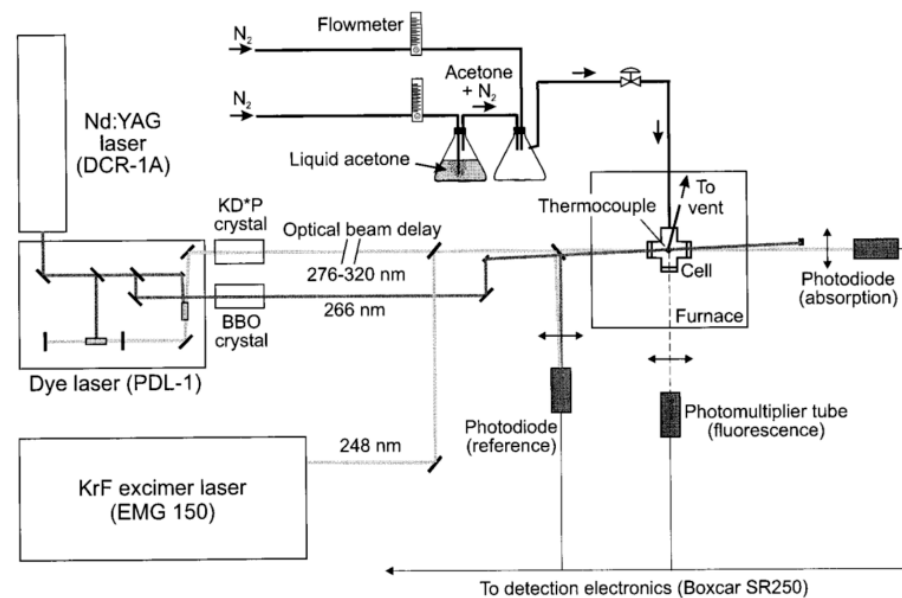 Flowmeter
N2
Acetone
+ N2
N2
Nd:YAG
laser
(DCR-1A)
Liquid acetone
KD*P
crystal
Optical beam delay
Thermocouple
To
vent
276-320 nm
Cell
Photodiode
(absorption)
266 nm
Furnace
BBO
crystal
Dye laser (PDL-1)
Photodiode
(reference)
Photomultiplier tube
(fluorescence)
248 nm
KrF excimer laser
(EMG 150)
To detection electronics (Boxcar SR250)